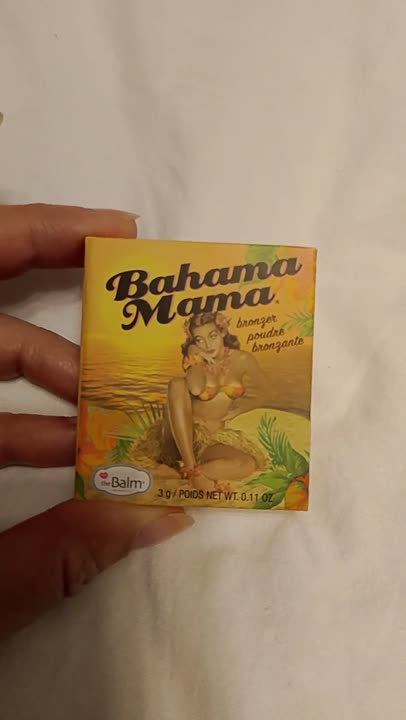 Bahama
Mama.
bronzer
poudre
bronzante
theBalm
3 g / POIDS NET WT. 0.11 OZ